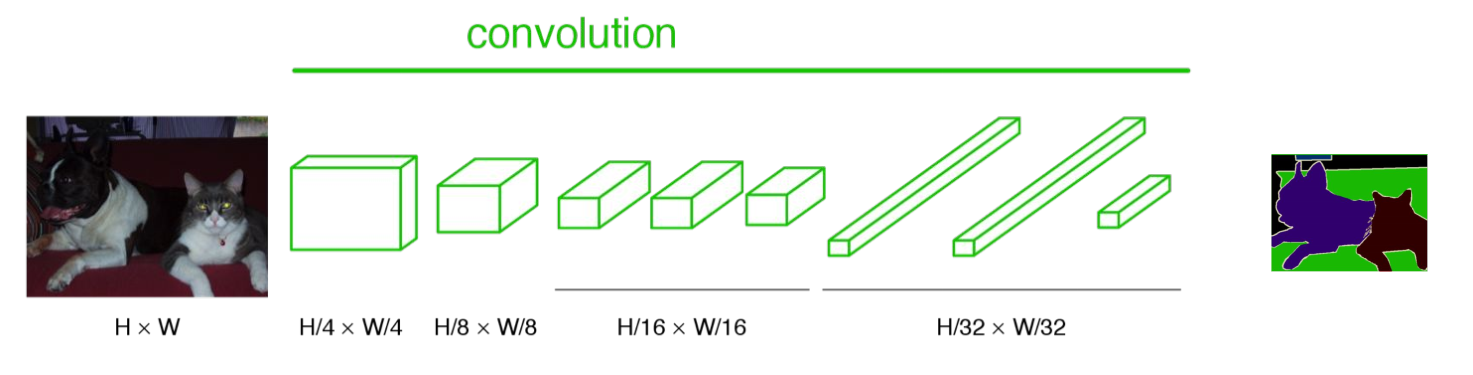 convolution
H × W
H/4 × W/4
H/8 × W/8
H/16 × W/16
H/32 × W/32